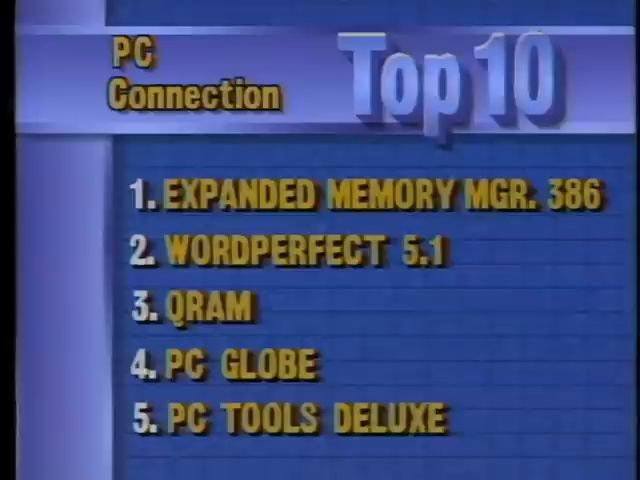 PC
Connection
Top 10
1. EXPANDED MEMORY MGR. 386
2. WORDPERFECT 5.1
3. QRAM
4. PC GLOBE
5. PC TOOLS DELUXE